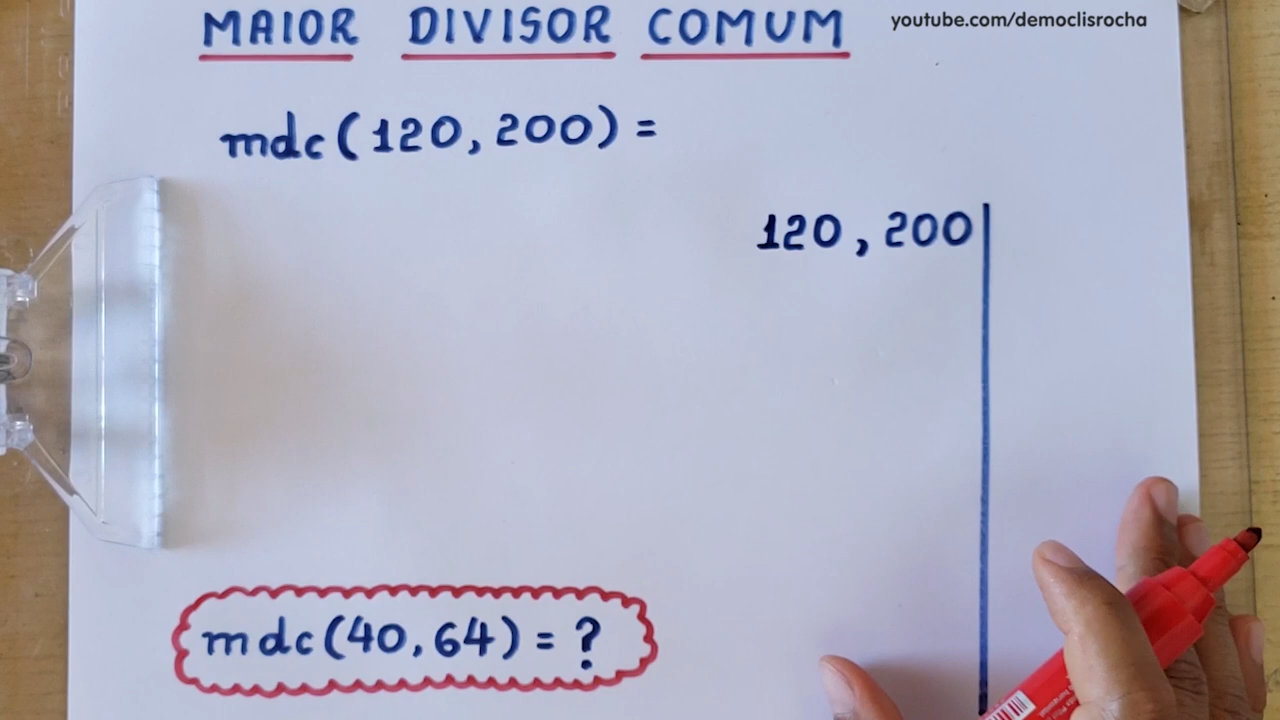 MAIOR DIVISOR COMUM
youtube.com/democlisrocha
mdc(120,200)=
120,200
mdc(40,64)=?